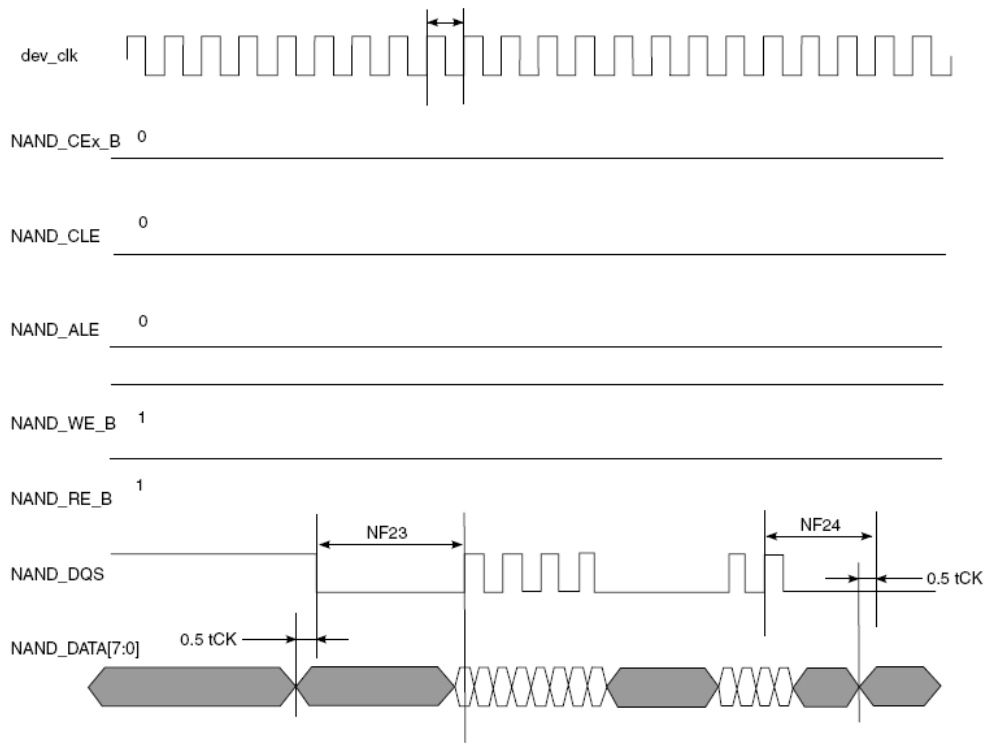 dev_clk
NAND_CEx_B 0
NAND_CLE 0
NAND_ALE 0
NAND_WE_B 1
NAND_RE_B 1
NF23
NF24
NAND_DQS
0.5 tCK
0.5 tCK
NAND_DATA[7:0]